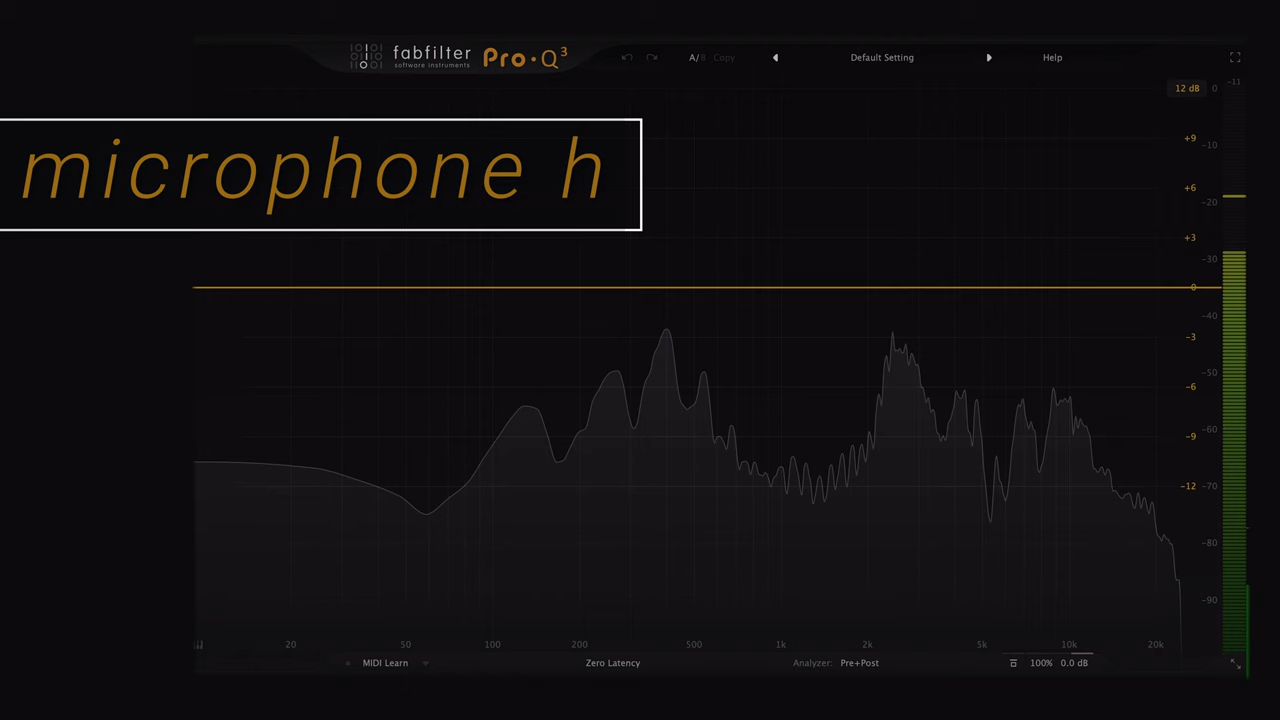 fabfilter Pro·Q3
software instruments
A/B Copy Default Setting Help
microphone h
12 dB 0 -11
+9 -10
+6 -20
+3 -30
0 -40
-3 -50
-6 -60
-9 -70
-12 -80
-90
20 50 100 200 500 1k 2k 5k 10k 20k
MIDI Learn Zero Latency Analyzer: Pre+Post 100% 0.0 dB